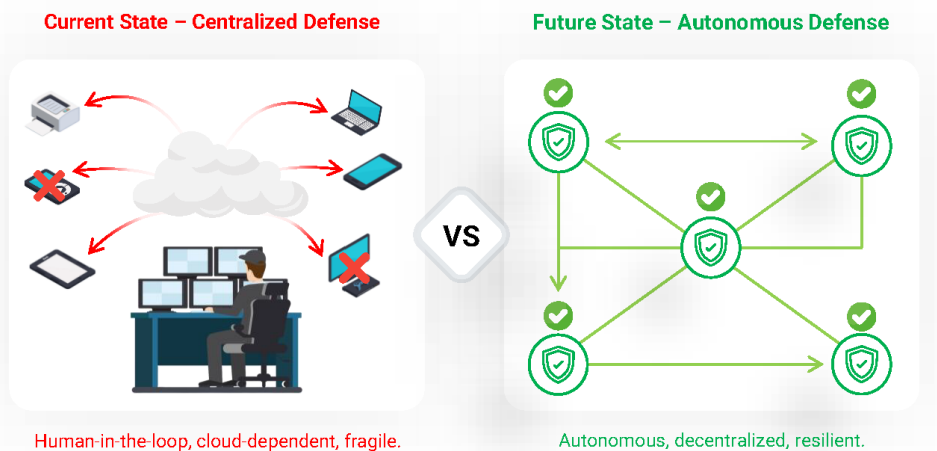 Current State – Centralized Defense
Future State – Autonomous Defense
VS
Human-in-the-loop, cloud-dependent, fragile.
Autonomous, decentralized, resilient.